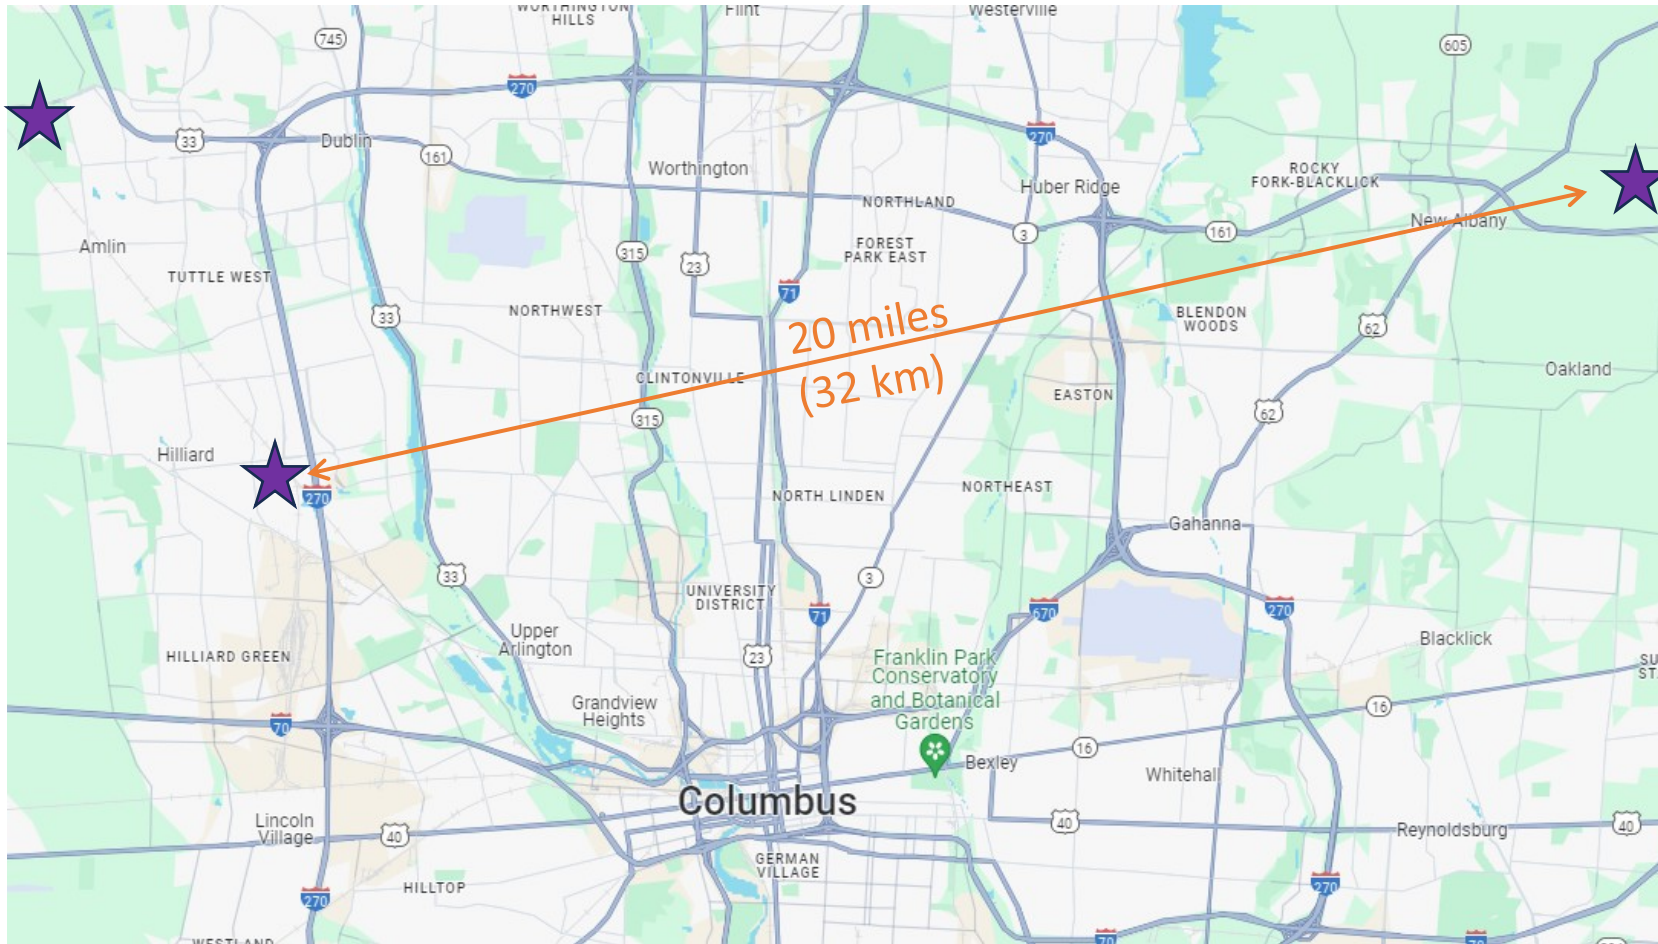 WORTHINGTON
HILLS
Flint
Westerville
745
605
270
33
Dublin
161
270
Worthington
ROCKY
FORK-BLACKLICK
Huber Ridge
NORTHLAND
New Albany
3
161
Amlin
315
23
FOREST
PARK EAST
TUTTLE WEST
71
33
NORTHWEST
BLENDON
WOODS
62
20 miles
(32 km)
CLINTONVILLE
Oakland
EASTON
315
62
Hilliard
270
NORTH LINDEN
NORTHEAST
Gahanna
33
3
UNIVERSITY
DISTRICT
71
670
270
Upper
Arlington
Blacklick
HILLIARD GREEN
23
Franklin Park
Conservatory
and Botanical
Gardens
SU
ST
Grandview
Heights
16
70
16
Bexley
Whitehall
Columbus
Lincoln
Village
40
40
Reynoldsburg
40
GERMAN
VILLAGE
HILLTOP
270
270
WESTLAND
70
70